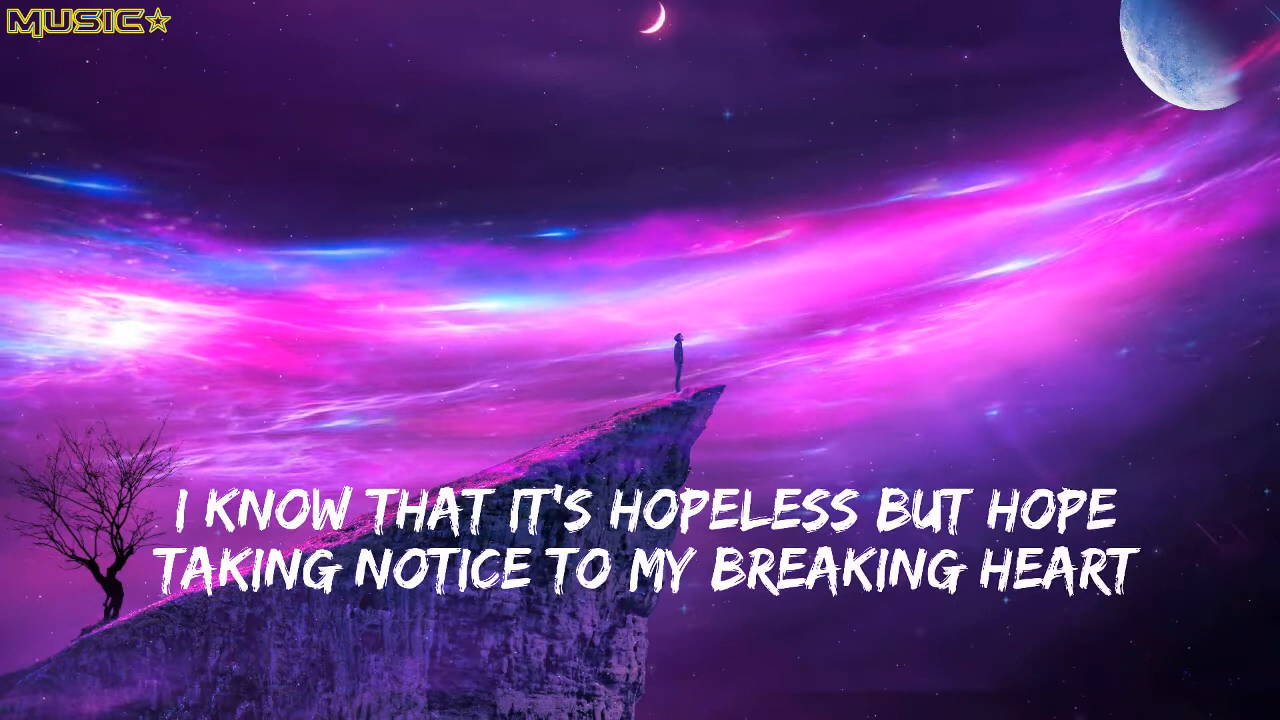 MUSIC☆
I KNOW THAT IT'S HOPELESS BUT HOPE
TAKING NOTICE TO MY BREAKING HEART